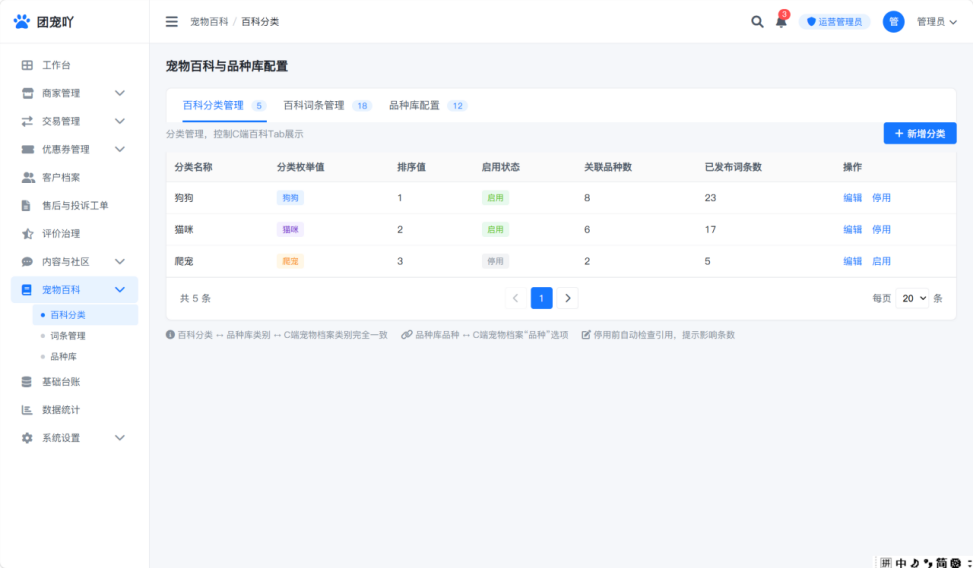 团宠吖
宠物百科 / 百科分类
3
运营管理员
管
管理员
工作台
商家管理
交易管理
优惠券管理
客户档案
售后与投诉工单
评价治理
内容与社区
宠物百科
百科分类
词条管理
品种库
基础台账
数据统计
系统设置
宠物百科与品种库配置
百科分类管理 5 百科词条管理 18 品种库配置 12
分类管理，控制C端百科Tab展示
+ 新增分类
分类名称 分类枚举值 排序值 启用状态 关联品种数 已发布词条数 操作
狗狗 狗狗 1 启用 8 23 编辑 停用
猫咪 猫咪 2 启用 6 17 编辑 停用
爬宠 爬宠 3 停用 2 5 编辑 启用
共 5 条 1 每页 20 条
百科分类 ↔ 品种库类别 ↔ C端宠物档案类别完全一致 品种库品种 ↔ C端宠物档案"品种"选项 停用前自动检查引用，提示影响条数
拼 中 简